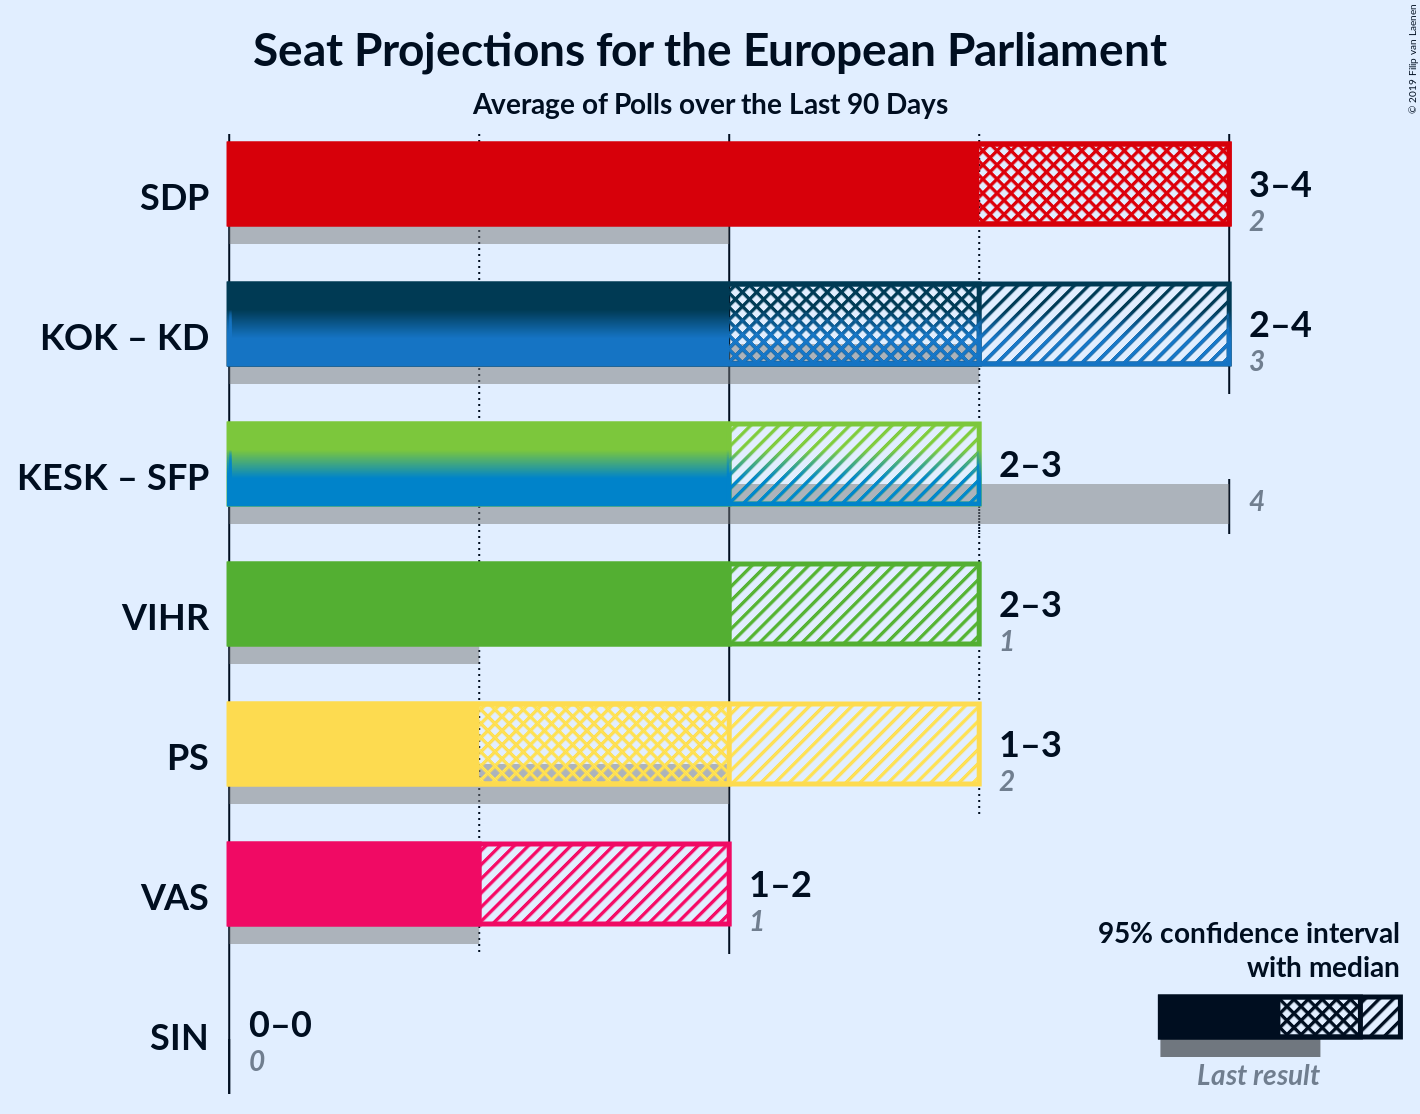 Seat Projections for the European Parliament
Average of Polls over the Last 90 Days
© 2019 Filip van Laenen
SDP
3–4
2
KOK – KD
2–4
3
KESK – SFP
2–3
4
VIHR
2–3
1
PS
1–3
2
VAS
1–2
1
SIN
0–0
0
95% confidence interval
with median
Last result